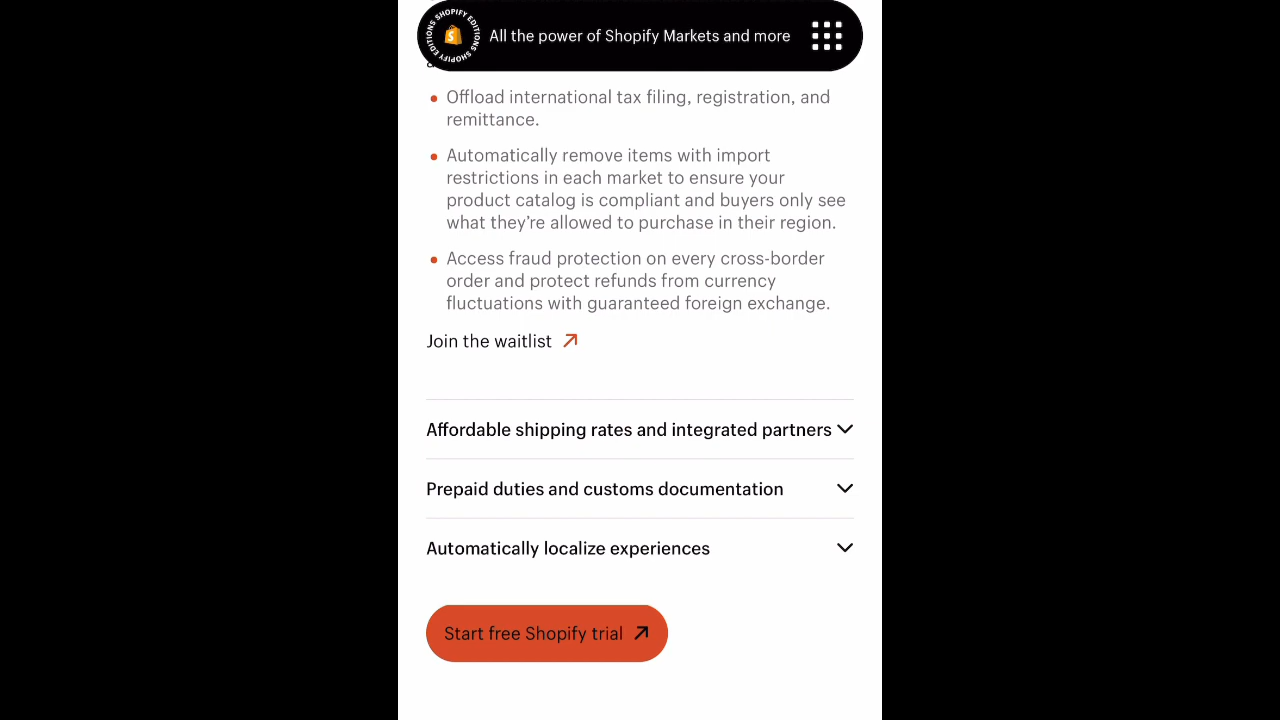 SHOPIFY EDITIONS SHOPIFY EDITIONS
All the power of Shopify Markets and more
Offload international tax filing, registration, and
remittance.
Automatically remove items with import
restrictions in each market to ensure your
product catalog is compliant and buyers only see
what they’re allowed to purchase in their region.
Access fraud protection on every cross-border
order and protect refunds from currency
fluctuations with guaranteed foreign exchange.
Join the waitlist
Affordable shipping rates and integrated partners
Prepaid duties and customs documentation
Automatically localize experiences
Start free Shopify trial